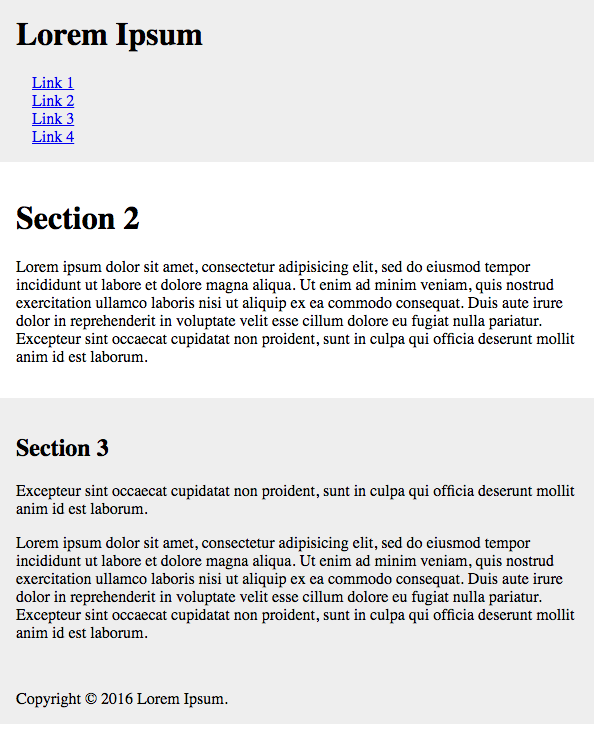 Lorem Ipsum
Link 1
Link 2
Link 3
Link 4
Section 2
Lorem ipsum dolor sit amet, consectetur adipisicing elit, sed do eiusmod tempor
incididunt ut labore et dolore magna aliqua. Ut enim ad minim veniam, quis nostrud
exercitation ullamco laboris nisi ut aliquip ex ea commodo consequat. Duis aute irure
dolor in reprehenderit in voluptate velit esse cillum dolore eu fugiat nulla pariatur.
Excepteur sint occaecat cupidatat non proident, sunt in culpa qui officia deserunt mollit
anim id est laborum.
Section 3
Excepteur sint occaecat cupidatat non proident, sunt in culpa qui officia deserunt mollit
anim id est laborum.
Lorem ipsum dolor sit amet, consectetur adipisicing elit, sed do eiusmod tempor
incididunt ut labore et dolore magna aliqua. Ut enim ad minim veniam, quis nostrud
exercitation ullamco laboris nisi ut aliquip ex ea commodo consequat. Duis aute irure
dolor in reprehenderit in voluptate velit esse cillum dolore eu fugiat nulla pariatur.
Excepteur sint occaecat cupidatat non proident, sunt in culpa qui officia deserunt mollit
anim id est laborum.
Copyright © 2016 Lorem Ipsum.